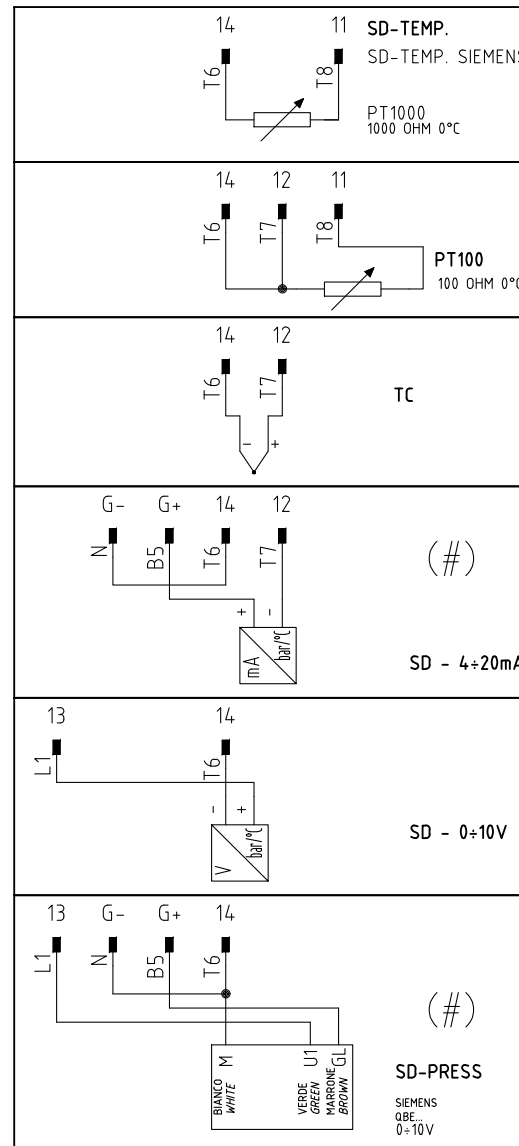 14 11 SD-TEMP.
SD-TEMP. SIEMENS
T6 T8
PT1000
1000 OHM 0°C
14 12 11
T6 T7 T8
PT100
100 OHM 0°C
14 12
T6 T7
TC
- +
G- G+ 14 12
N B5 T6 T7
(#)
+ -
mA bar/°C
SD - 4÷20mA
13 14
L1 T6
- +
V bar/°C
SD - 0÷10V
13 G- G+ 14
L1 N B5 T6
(#)
M U1 GL
BIANCO
WHITE
VERDE
GREEN
MARRONE
BROWN
SD-PRESS
SIEMENS
QBE...
0÷10V